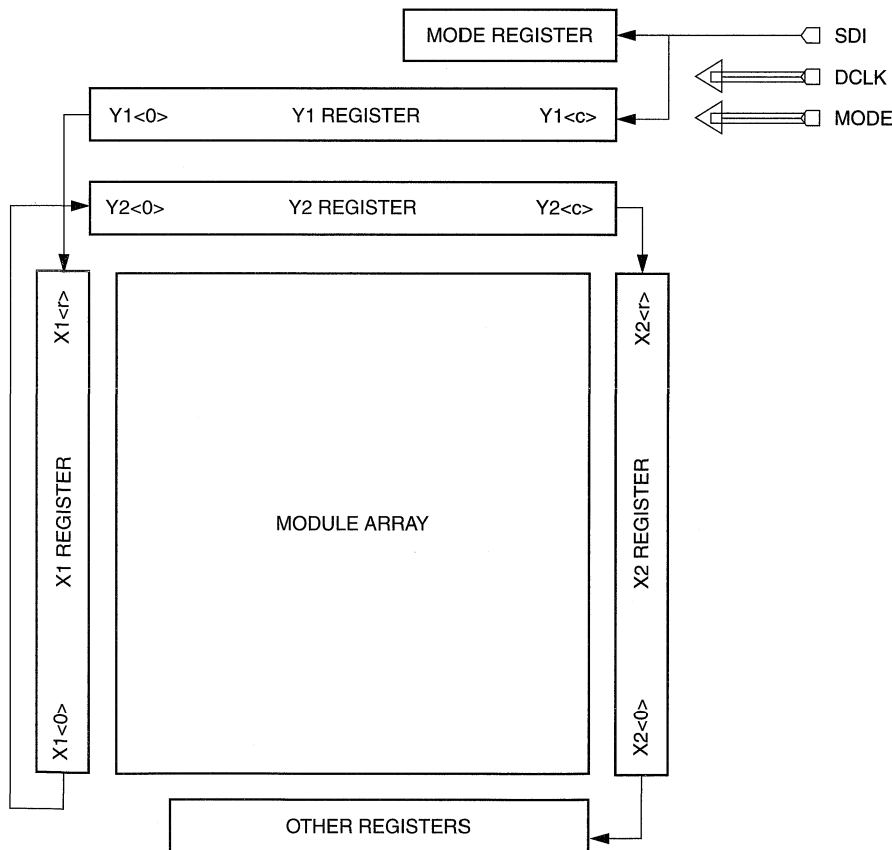 MODE REGISTER
SDI
DCLK
MODE
Y1<0> Y1 REGISTER Y1<c>
Y2<0> Y2 REGISTER Y2<c>
X1<r>
X1 REGISTER
X1<0>
MODULE ARRAY
X2<r>
X2 REGISTER
X2<0>
OTHER REGISTERS